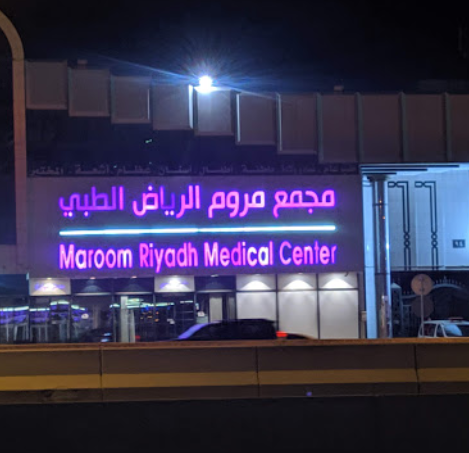 مجمع مروم الرياض الطبي
Maroom Riyadh Medical Center